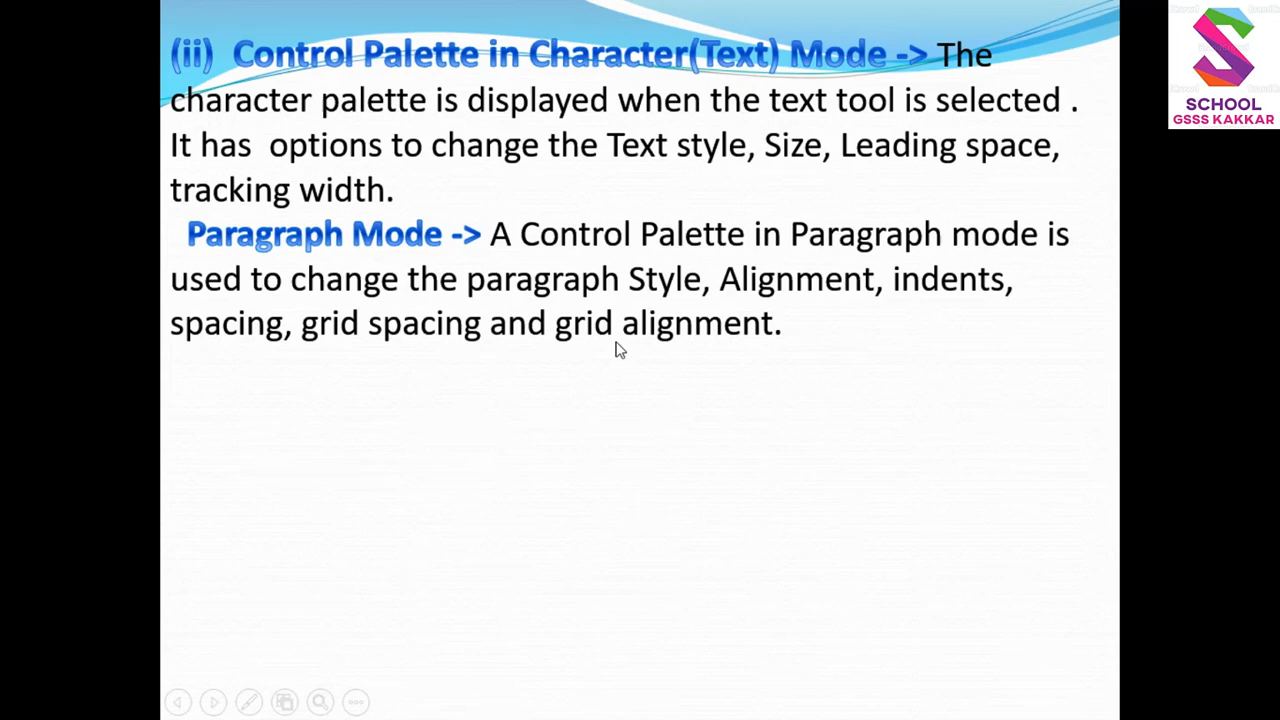 (ii) Control Palette in Character(Text) Mode -> The
character palette is displayed when the text tool is selected .
It has options to change the Text style, Size, Leading space,
tracking width.
Paragraph Mode -> A Control Palette in Paragraph mode is
used to change the paragraph Style, Alignment, indents,
spacing, grid spacing and grid alignment.
SCHOOL
GSSS KAKKAR